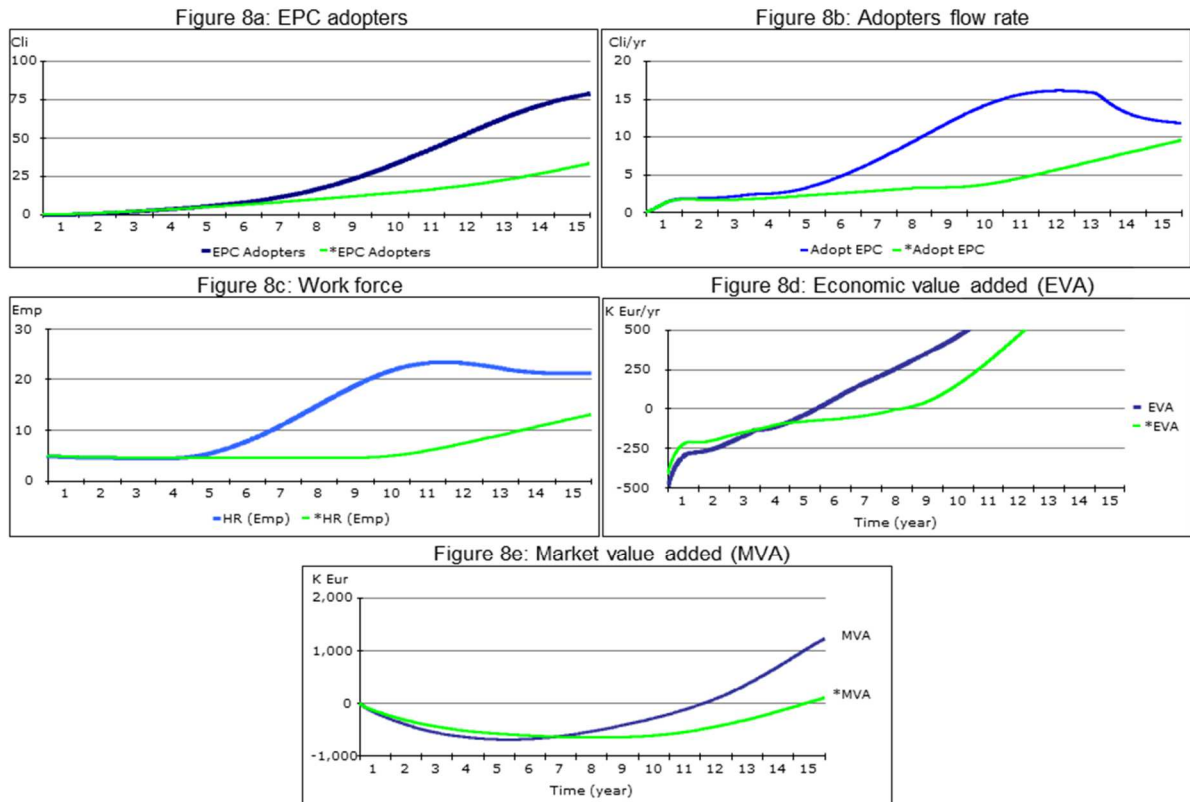 Figure 8a: EPC adopters
Cli
100
75
50
25
0
1 2 3 4 5 6 7 8 9 10 11 12 13 14 15
EPC Adopters *EPC Adopters
Figure 8b: Adopters flow rate
Cli/yr
20
15
10
5
0
1 2 3 4 5 6 7 8 9 10 11 12 13 14 15
Adopt EPC *Adopt EPC
Figure 8c: Work force
Emp
30
20
10
0
1 2 3 4 5 6 7 8 9 10 11 12 13 14 15
HR (Emp) *HR (Emp)
Figure 8d: Economic value added (EVA)
K Eur/yr
500
250
0
-250
-500
1 2 3 4 5 6 7 8 9 10 11 12 13 14 15
Time (year)
EVA
*EVA
Figure 8e: Market value added (MVA)
K Eur
2,000
1,000
0
-1,000
1 2 3 4 5 6 7 8 9 10 11 12 13 14 15
Time (year)
MVA
*MVA